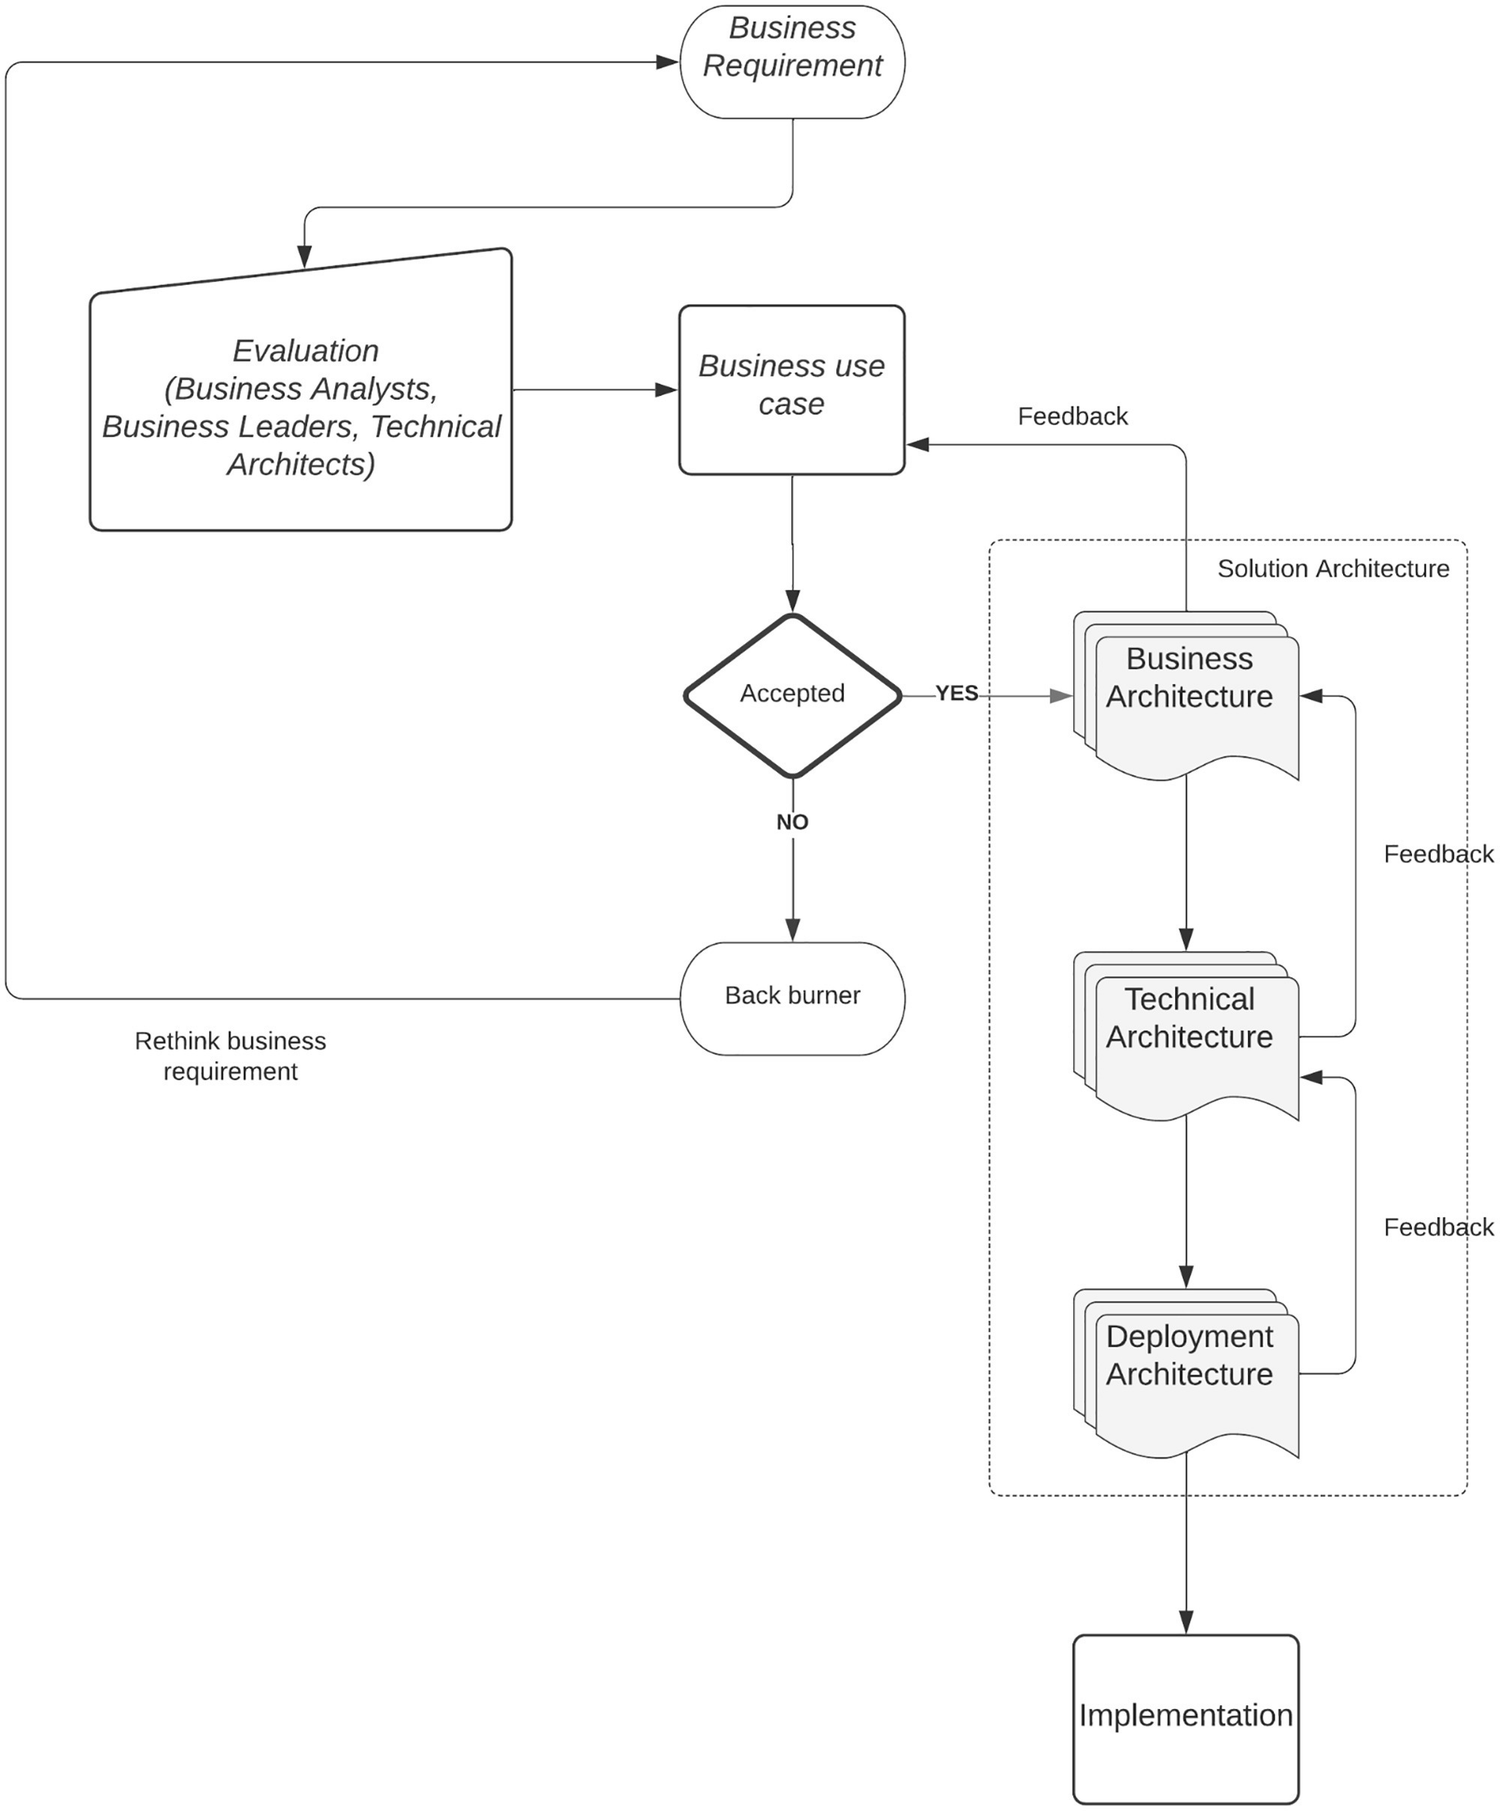 Business
Requirement
Evaluation
(Business Analysts,
Business Leaders, Technical
Architects)
Business use
case
Feedback
Solution Architecture
Business
Architecture
Accepted
YES
NO
Feedback
Back burner
Technical
Architecture
Rethink business
requirement
Feedback
Deployment
Architecture
Implementation